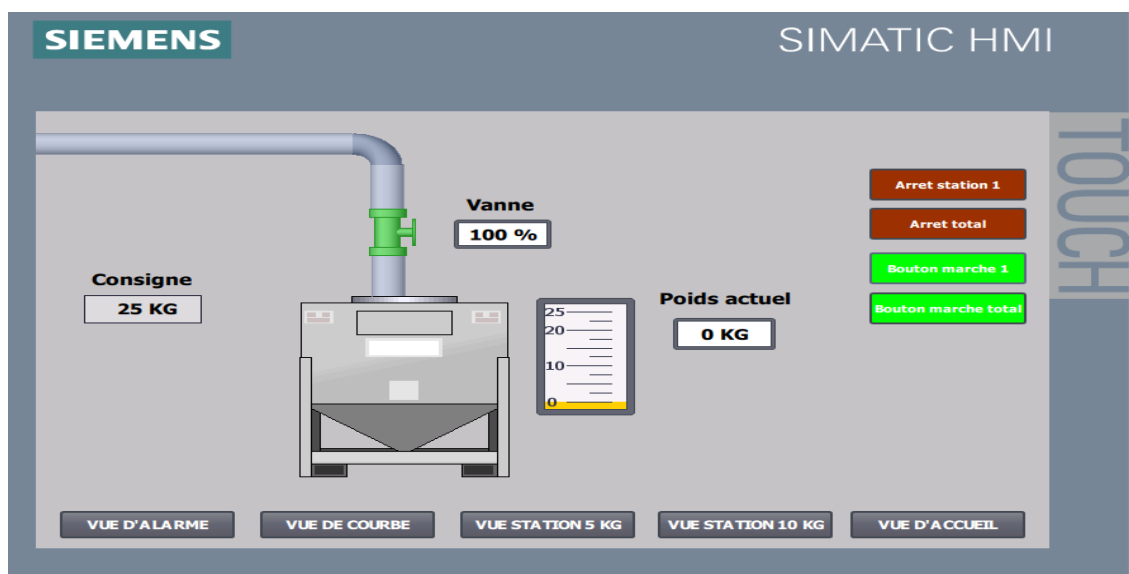 SIEMENS
SIMATIC HMI
TOUCH
Arret station 1
Vanne
Arret total
100 %
Bouton marche 1
Consigne
Poids actuel
25 KG
Bouton marche total
25
20
0 KG
10
0
VUE D'ALARME
VUE DE COURBE
VUE STATION 5 KG
VUE STATION 10 KG
VUE D'ACCUEIL